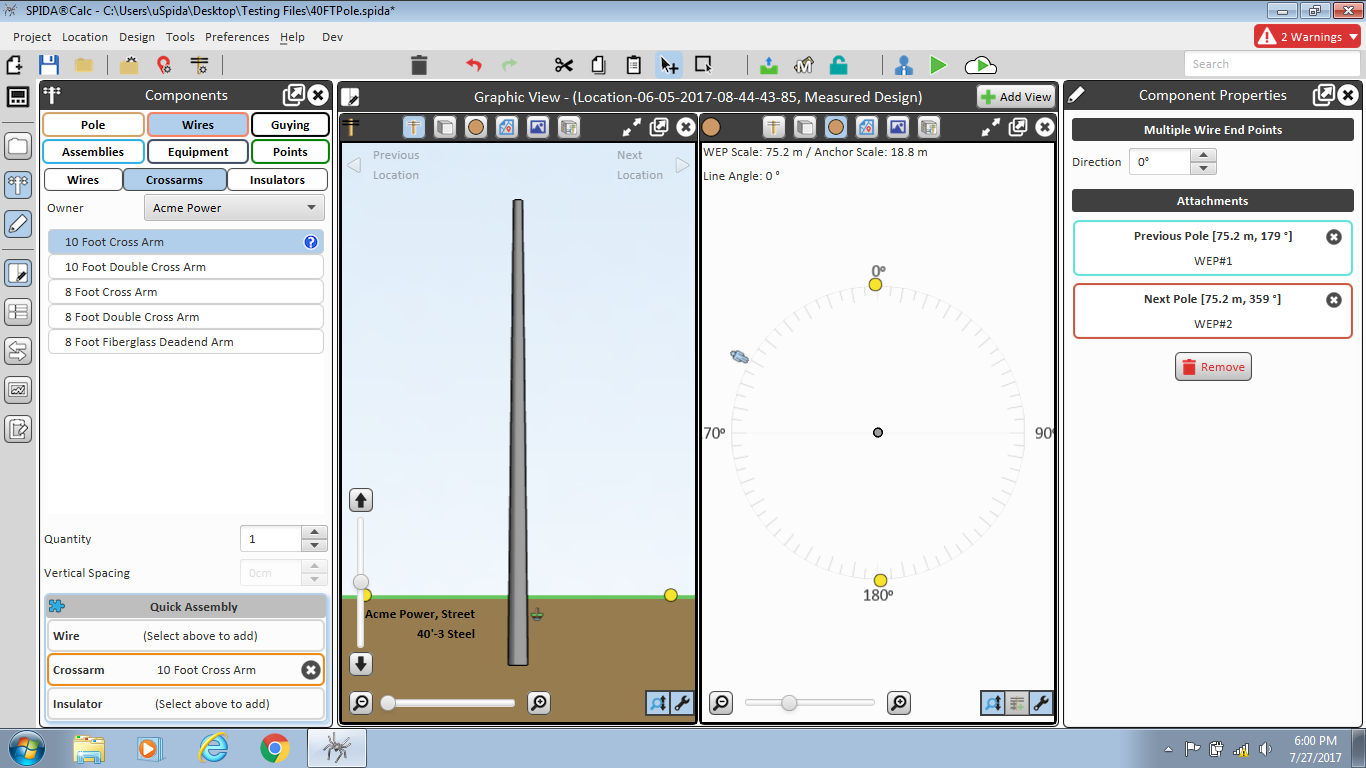 SPIDA®Calc - C:\Users\uSpida\Desktop\Testing Files\40FTPole.spida*
Project Location Design Tools Preferences Help Dev
2 Warnings
Search
Components
Pole Wires Guying
Assemblies Equipment Points
Wires Crossarms Insulators
Owner Acme Power
10 Foot Cross Arm
10 Foot Double Cross Arm
8 Foot Cross Arm
8 Foot Double Cross Arm
8 Foot Fiberglass Deadend Arm
Quantity 1
Vertical Spacing 0cm
Quick Assembly
Wire (Select above to add)
Crossarm 10 Foot Cross Arm
Insulator (Select above to add)
Graphic View - (Location-06-05-2017-08-44-43-85, Measured Design)
Add View
Previous
Location
Next
Location
Acme Power, Street
40'-3 Steel
WEP Scale: 75.2 m / Anchor Scale: 18.8 m
Line Angle: 0 °
0°
70°
90°
180°
Component Properties
Multiple Wire End Points
Direction 0°
Attachments
Previous Pole [75.2 m, 179 °]
WEP#1
Next Pole [75.2 m, 359 °]
WEP#2
Remove
6:00 PM
7/27/2017